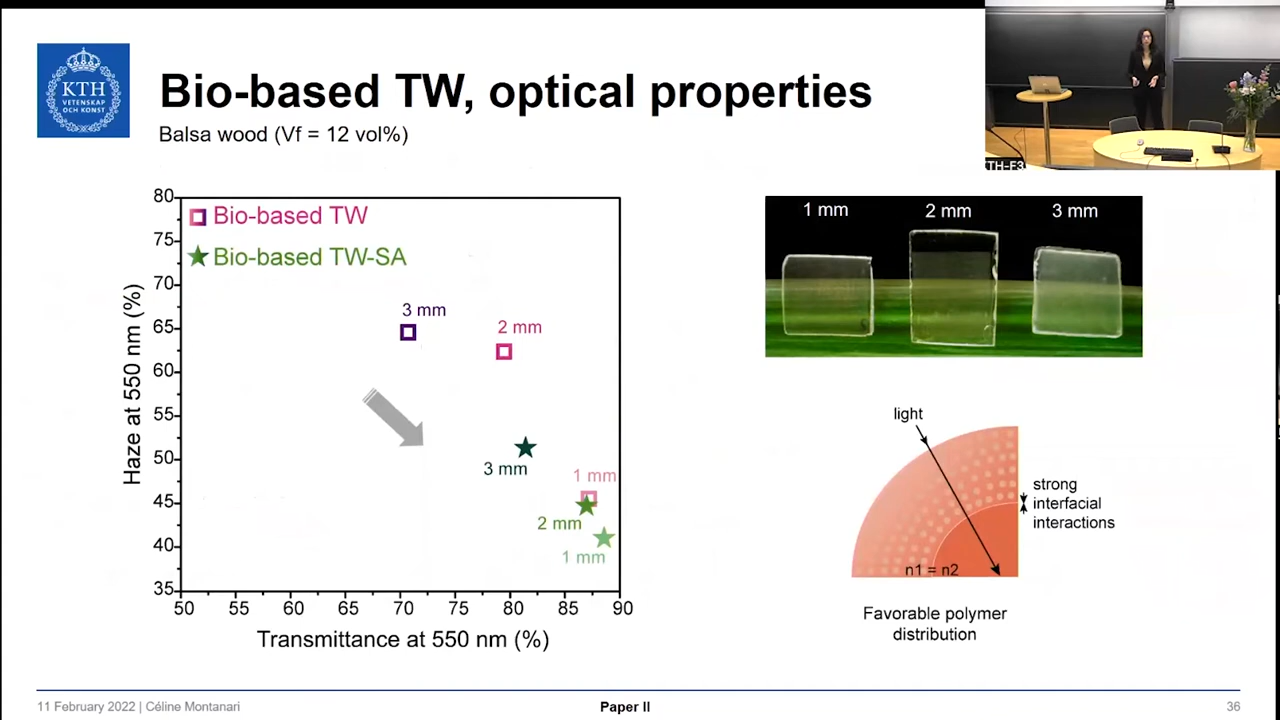 KTH
VETENSKAP
OCH KONST
Bio-based TW, optical properties
Balsa wood (Vf = 12 vol%)
KTH-F3
80
75
70
65
60
55
50
45
40
35
Haze at 550 nm (%)
Bio-based TW
Bio-based TW-SA
3 mm
2 mm
3 mm
1 mm
2 mm
1 mm
50 55 60 65 70 75 80 85 90
Transmittance at 550 nm (%)
1 mm 2 mm 3 mm
light
strong
interfacial
interactions
n1 = n2
Favorable polymer
distribution
11 February 2022 | Céline Montanari
Paper II
36